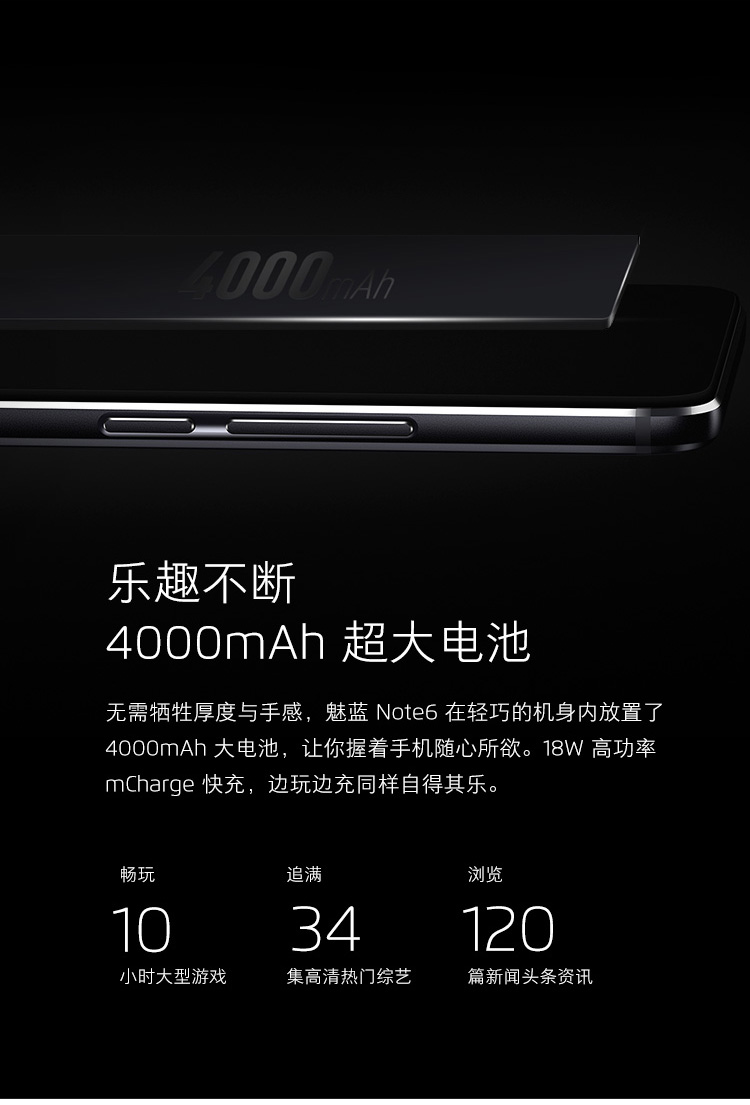 4000mAh
乐趣不断
4000mAh 超大电池
无需牺牲厚度与手感，魅蓝 Note6 在轻巧的机身内放置了
4000mAh 大电池，让你握着手机随心所欲。18W 高功率
mCharge 快充，边玩边充同样自得其乐。
畅玩 追满 浏览
10 34 120
小时大型游戏 集高清热门综艺 篇新闻头条资讯